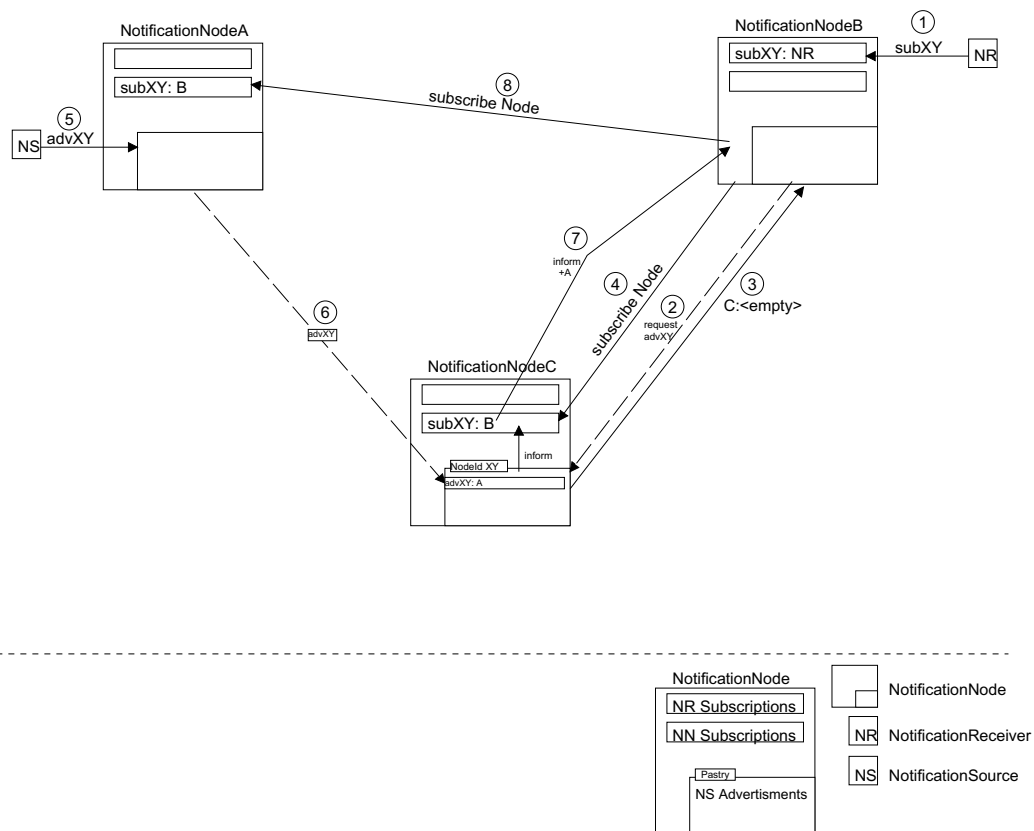 NotificationNodeA
NotificationNodeB
1
subXY
NR
subXY: NR
8
subscribe Node
subXY: B
5
advXY
NS
7
inform
+A
4
subscribe Node
2
request
advXY
3
C:<empty>
6
advXY
NotificationNodeC
subXY: B
inform
NodeId XY
advXY: A
NotificationNode
NR Subscriptions
NN Subscriptions
Pastry
NS Advertisments
NotificationNode
NR NotificationReceiver
NS NotificationSource